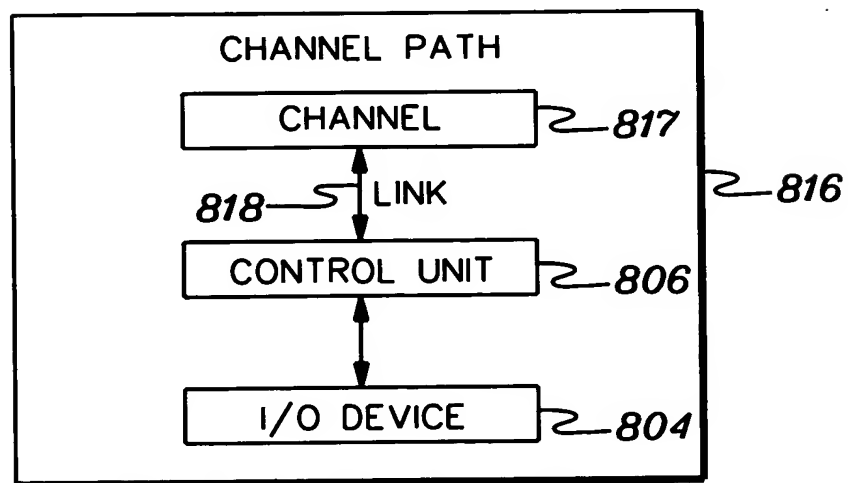 CHANNEL PATH
CHANNEL
817
816
818
LINK
CONTROL UNIT
806
I/O DEVICE
804